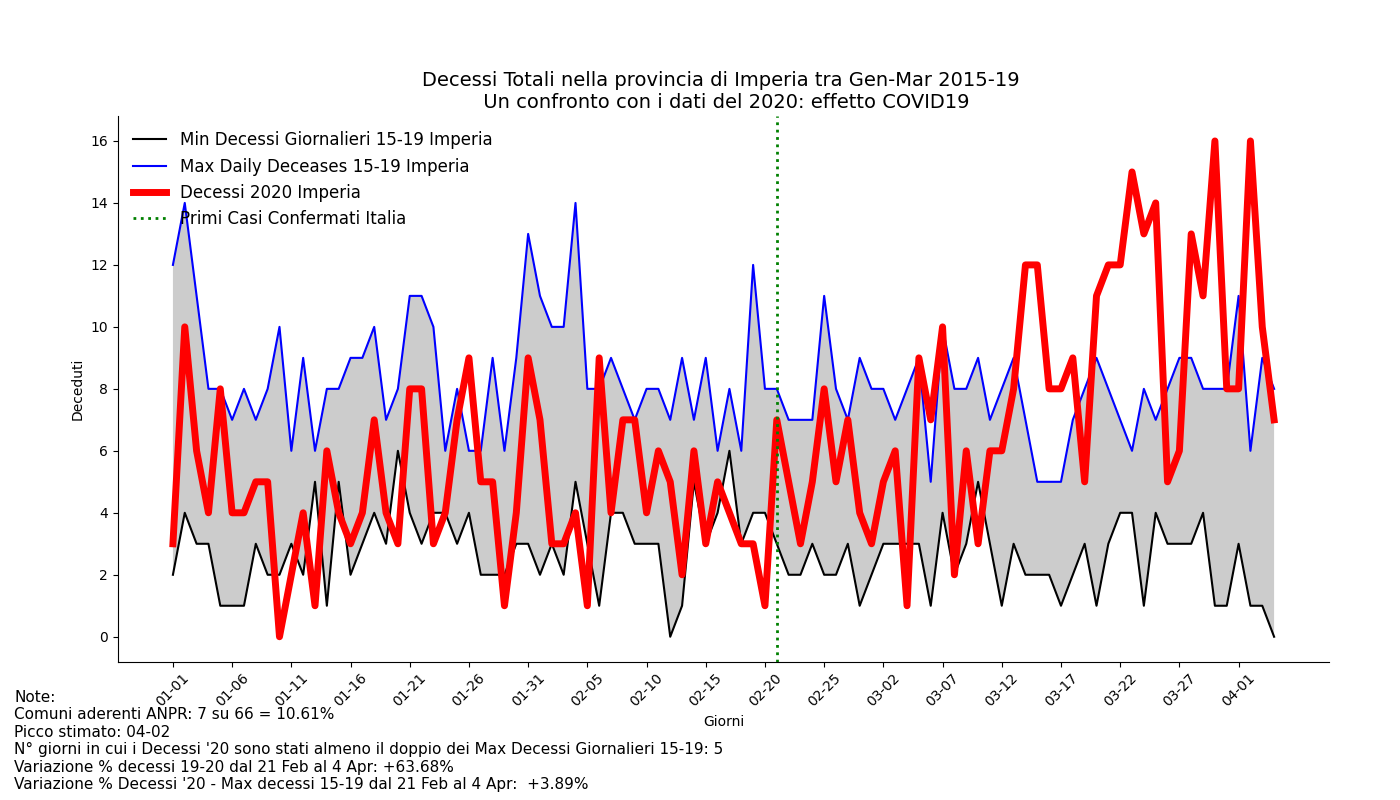 Decessi Totali nella provincia di Imperia tra Gen-Mar 2015-19
Un confronto con i dati del 2020: effetto COVID19
Min Decessi Giornalieri 15-19 Imperia
Max Daily Deceases 15-19 Imperia
Decessi 2020 Imperia
Primi Casi Confermati Italia
16
14
12
10
8
6
4
2
0
Deceduti
01-01
01-06
01-11
01-16
01-21
01-26
01-31
02-05
02-10
02-15
02-20
02-25
03-02
03-07
03-12
03-17
03-22
03-27
04-01
Giorni
Note:
Comuni aderenti ANPR: 7 su 66 = 10.61%
Picco stimato: 04-02
N° giorni in cui i Decessi '20 sono stati almeno il doppio dei Max Decessi Giornalieri 15-19: 5
Variazione % decessi 19-20 dal 21 Feb al 4 Apr: +63.68%
Variazione % Decessi '20 - Max decessi 15-19 dal 21 Feb al 4 Apr: +3.89%